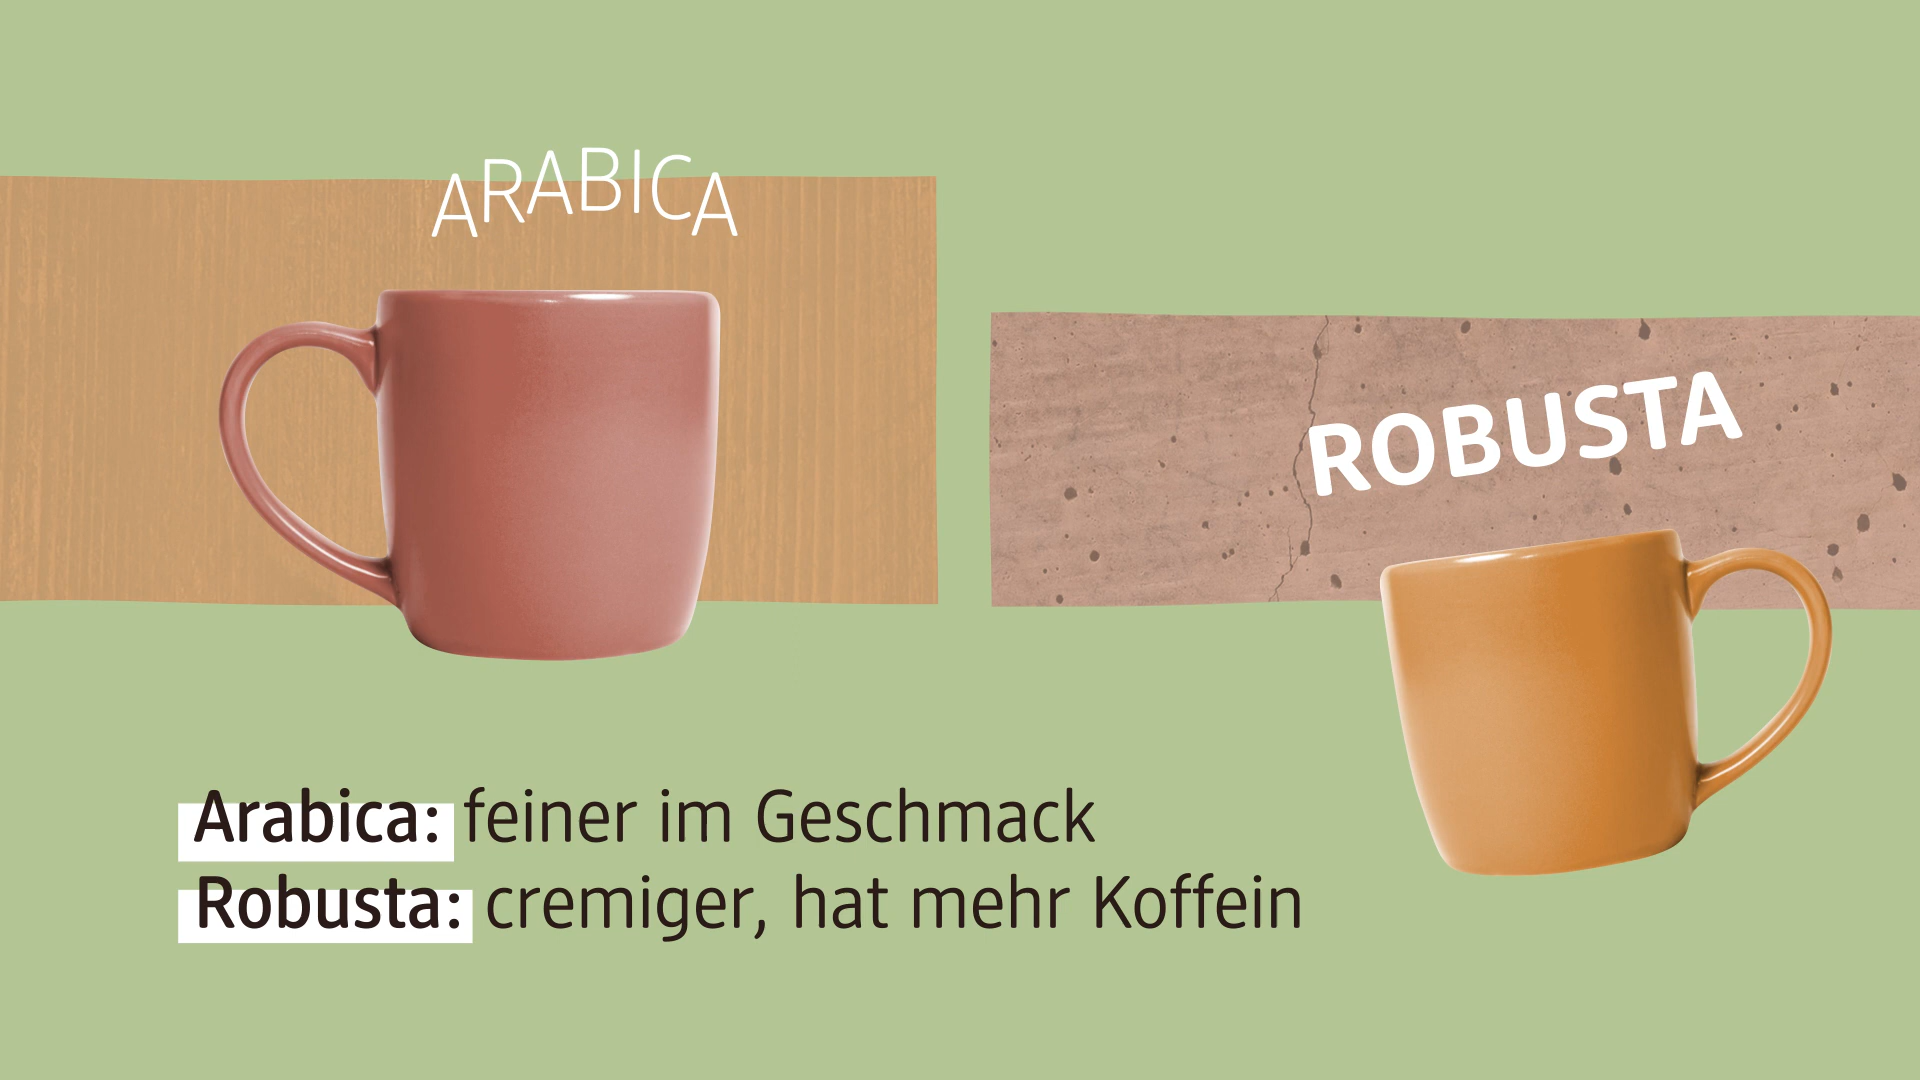 ARABICA
ROBUSTA
Arabica: feiner im Geschmack
Robusta: cremiger, hat mehr Koffein